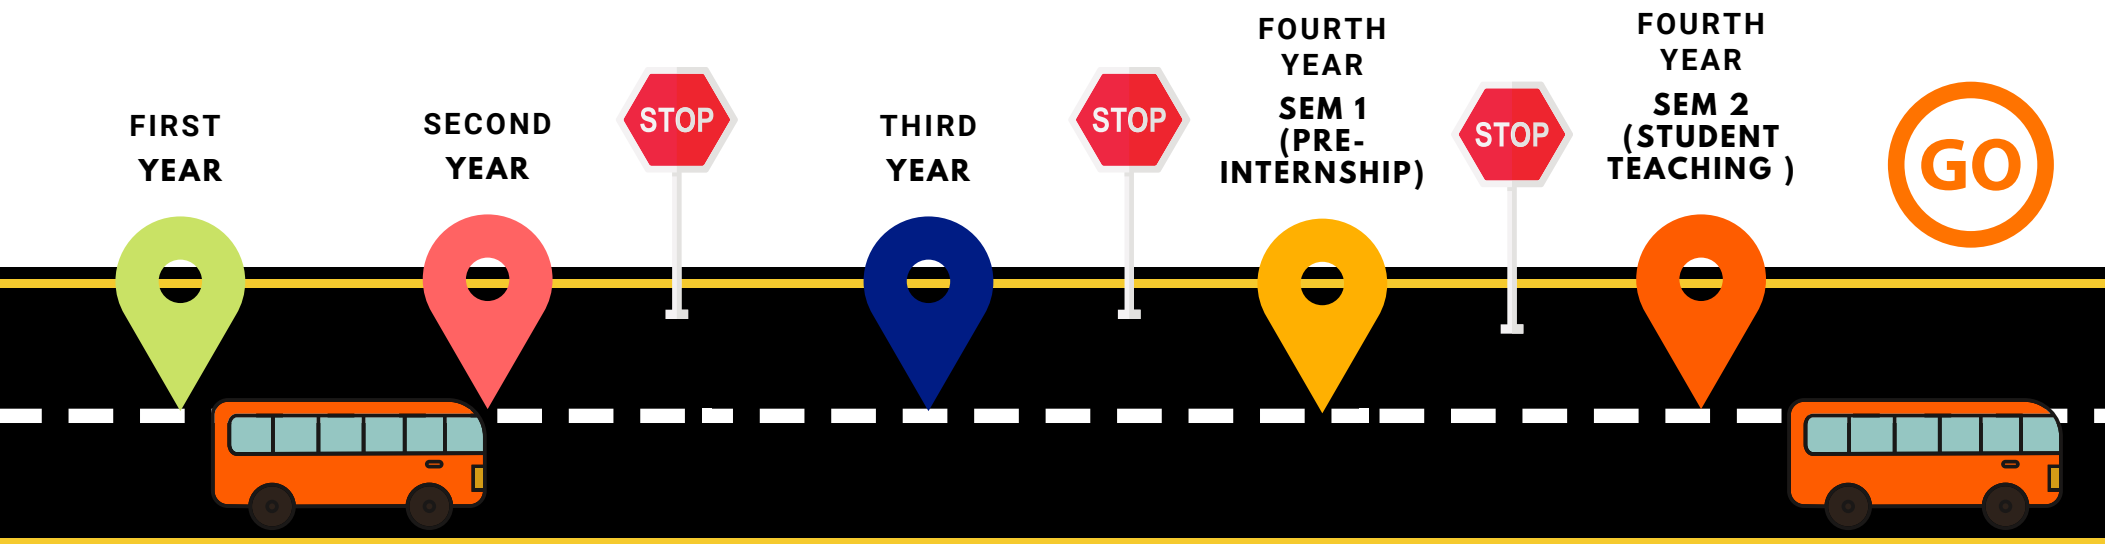 FIRST
YEAR
SECOND
YEAR
STOP
THIRD
YEAR
STOP
FOURTH
YEAR
SEM 1
(PRE-
INTERNSHIP)
STOP
FOURTH
YEAR
SEM 2
(STUDENT
TEACHING )
GO